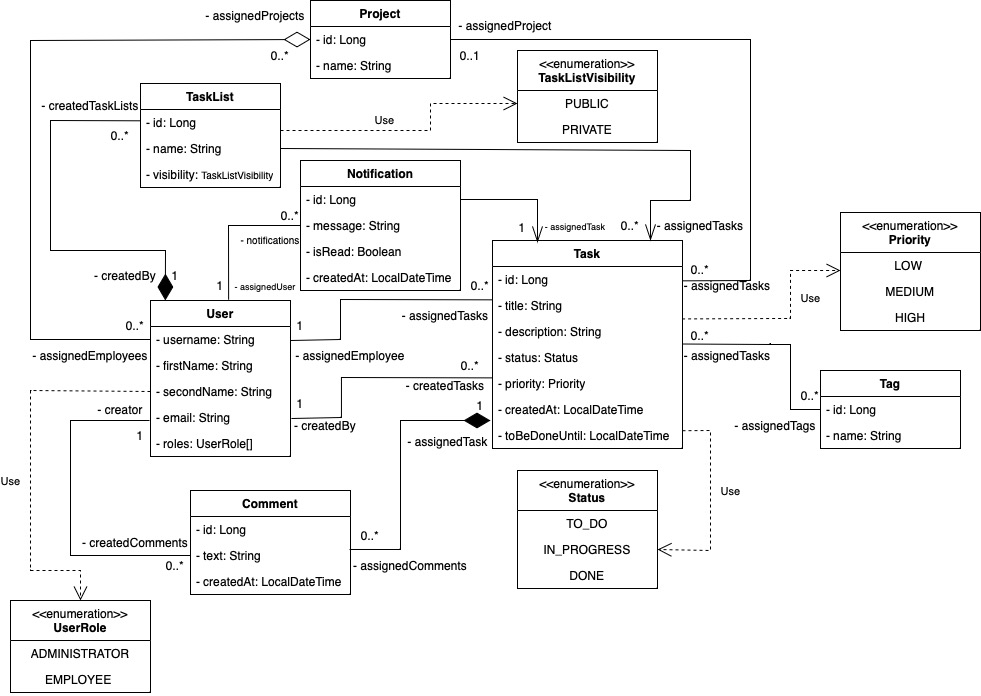 - assignedProjects
0..*
Project
- id: Long
- name: String
- assignedProject
0..1
<<enumeration>>
TaskListVisibility
PUBLIC
PRIVATE
Use
- createdTaskLists
0..*
TaskList
- id: Long
- name: String
- visibility: TaskListVisibility
Notification
- id: Long
- message: String
- isRead: Boolean
- createdAt: LocalDateTime
0..*
- notifications
1
- assignedUser
1
- assignedTask
0..*
- assignedTasks
- createdBy
1
Task
- id: Long
- title: String
- description: String
- status: Status
- priority: Priority
- createdAt: LocalDateTime
- toBeDoneUntil: LocalDateTime
0..*
- assignedTasks
Use
<<enumeration>>
Priority
LOW
MEDIUM
HIGH
0..*
- assignedTasks
0..*
- assignedTags
Tag
- id: Long
- name: String
User
- username: String
- firstName: String
- secondName: String
- email: String
- roles: UserRole[]
0..*
- assignedEmployees
1
- assignedEmployee
0..*
- assignedTasks
1
- createdBy
0..*
- createdTasks
1
- assignedTask
- creator
1
Use
Comment
- id: Long
- text: String
- createdAt: LocalDateTime
- createdComments
0..*
0..*
- assignedComments
<<enumeration>>
Status
TO_DO
IN_PROGRESS
DONE
Use
<<enumeration>>
UserRole
ADMINISTRATOR
EMPLOYEE